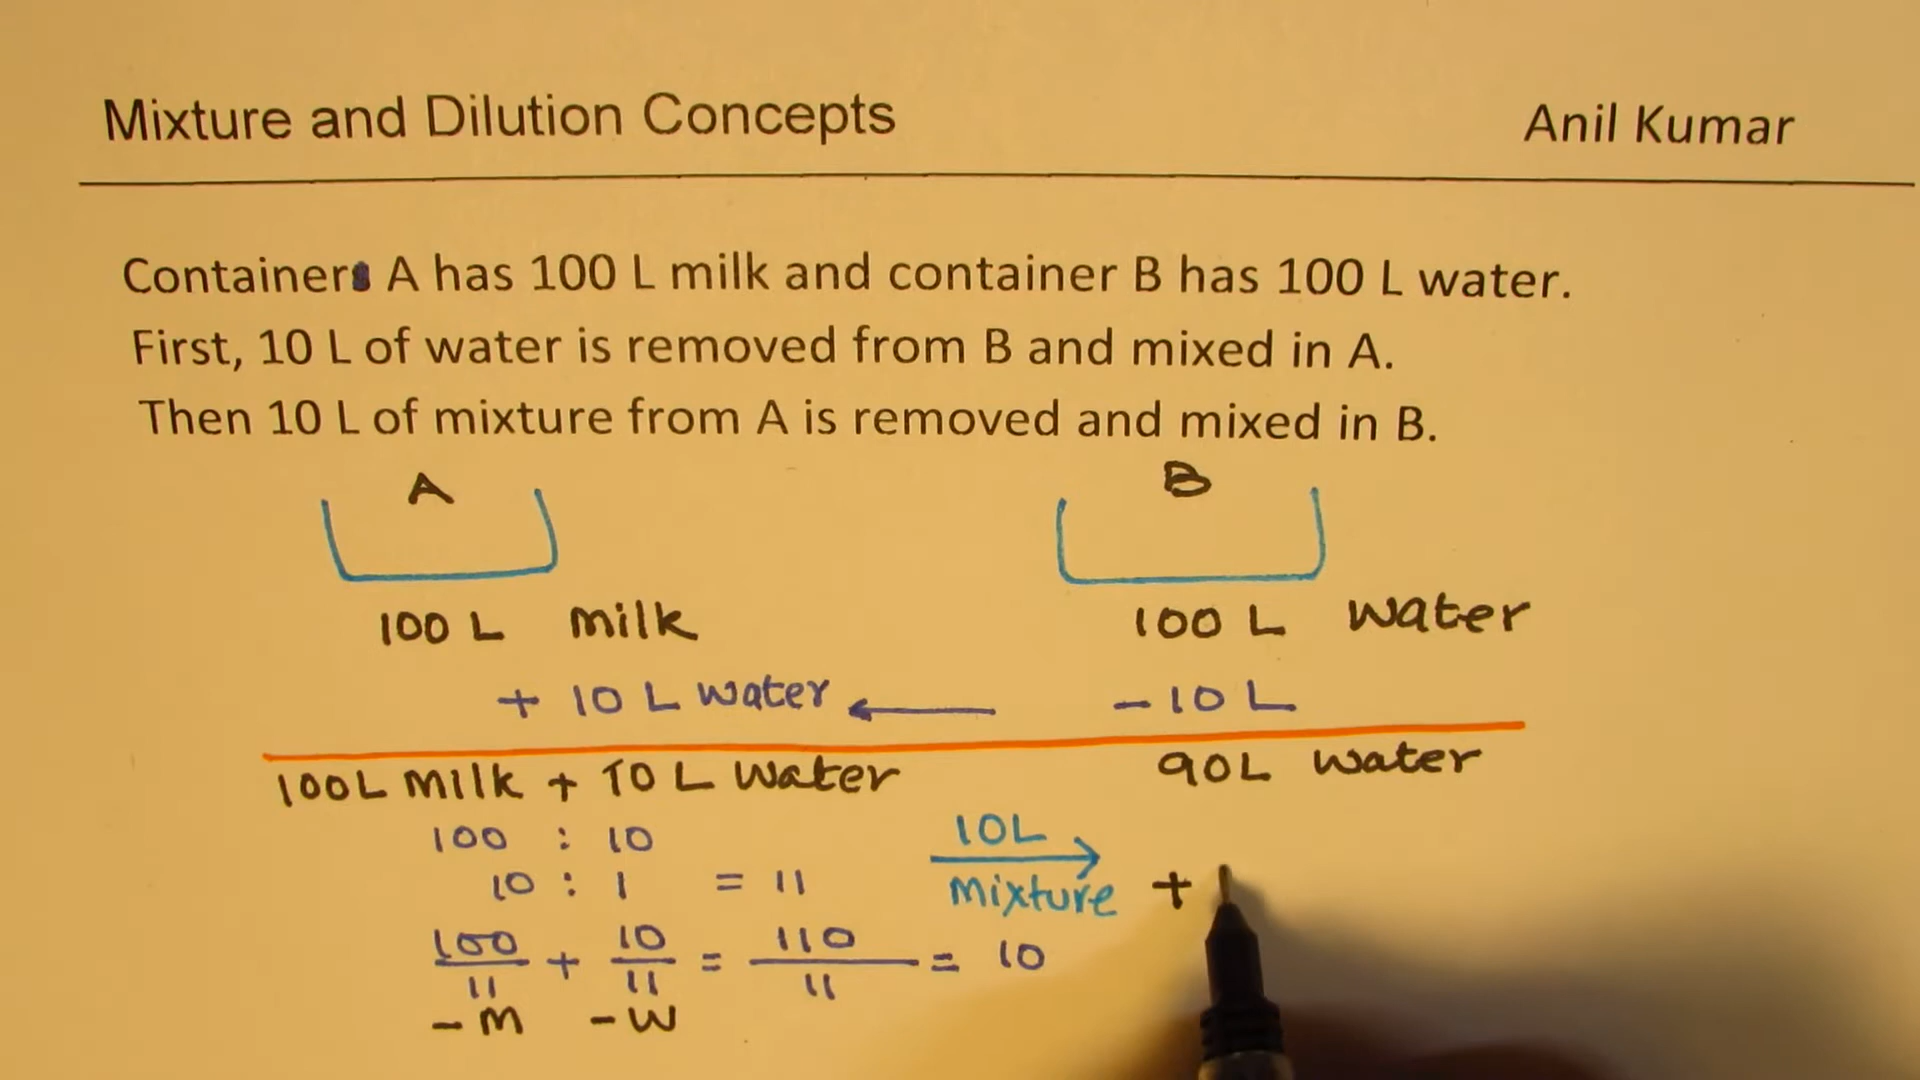 Mixture and Dilution Concepts Anil Kumar
Containers A has 100 L milk and container B has 100 L water.
First, 10 L of water is removed from B and mixed in A.
Then 10 L of mixture from A is removed and mixed in B.
A B
100 L milk 100 L water
+ 10 L water ← - 10 L
100L Milk + 10 L Water 90L water
100 : 10 10L
10 : 1 = 11 Mixture +
100/11 + 10/11 = 110/11 = 10
- M - W